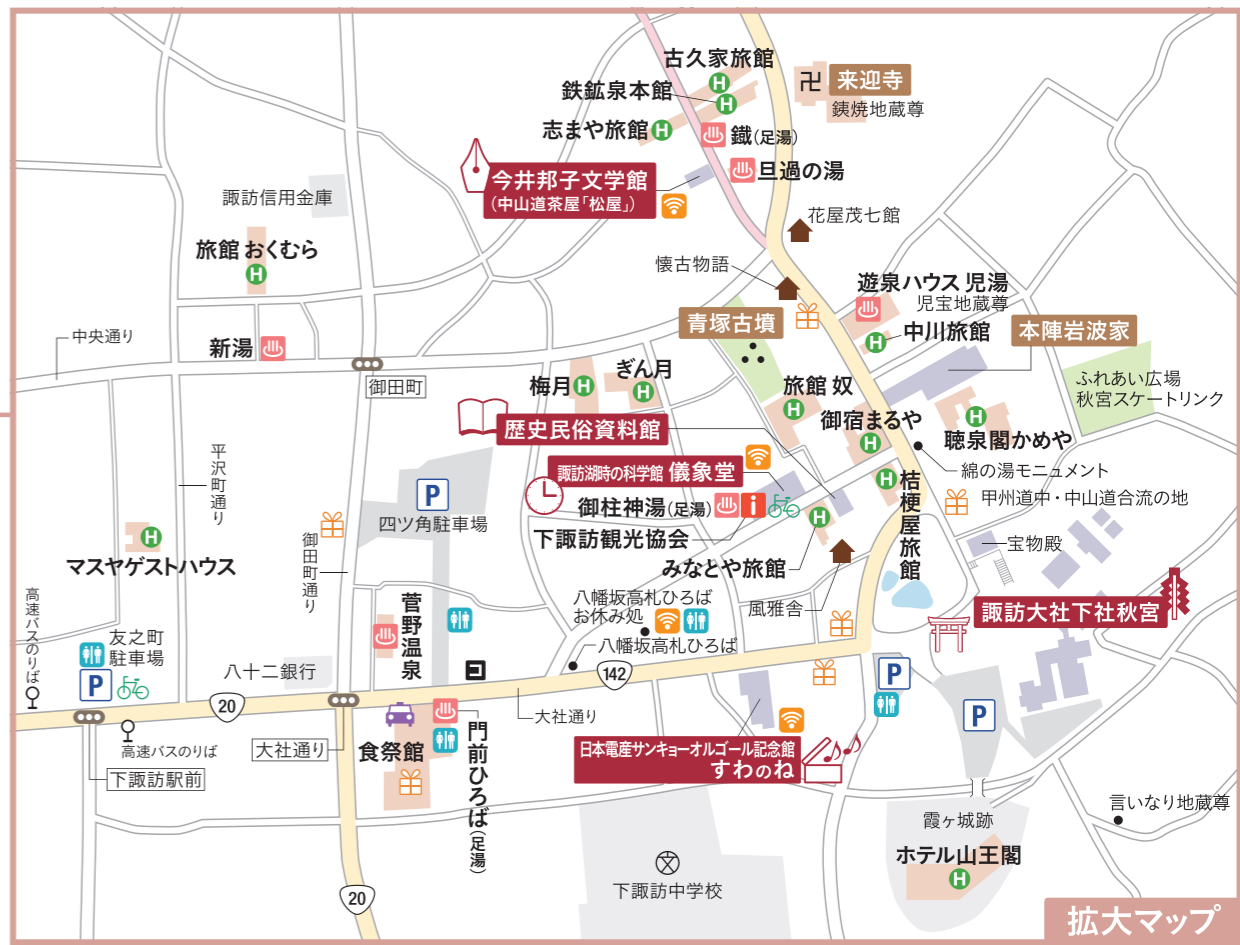 古久家旅館
鉄鉱泉本館
志まや旅館
H
H
H
卍
来迎寺
銕焼地蔵尊
鐡(足湯)
旦過の湯
今井邦子文学館
(中山道茶屋「松屋」)
諏訪信用金庫
旅館 おくむら
H
花屋茂七館
懐古物語
遊泉ハウス 児湯
児宝地蔵尊
中川旅館
H
青塚古墳
本陣岩波家
中央通り
新湯
御田町
梅月
H
ぎん月
H
旅館 奴
H
御宿まるや
H
聴泉閣かめや
H
ふれあい広場
秋宮スケートリンク
歴史民俗資料館
綿の湯モニュメント
諏訪湖時の科学館 儀象堂
桔梗屋旅館
H
甲州道中・中山道合流の地
平沢町通り
P
四ツ角駐車場
御柱神湯(足湯)
i
下諏訪観光協会
H
みなとや旅館
宝物殿
H
マスヤゲストハウス
御田町通り
高速バスのりば
友之町
駐車場
P
菅野温泉
八幡坂高札ひろば
お休み処
八幡坂高札ひろば
風雅舎
諏訪大社下社秋宮
八十二銀行
142
20
大社通り
P
P
高速バスのりば
下諏訪駅前
大社通り
食祭館
門前ひろば(足湯)
日本電産サンキョーオルゴール記念館
すわのね
言いなり地蔵尊
霞ヶ城跡
ホテル山王閣
H
文
下諏訪中学校
20
拡大マップ